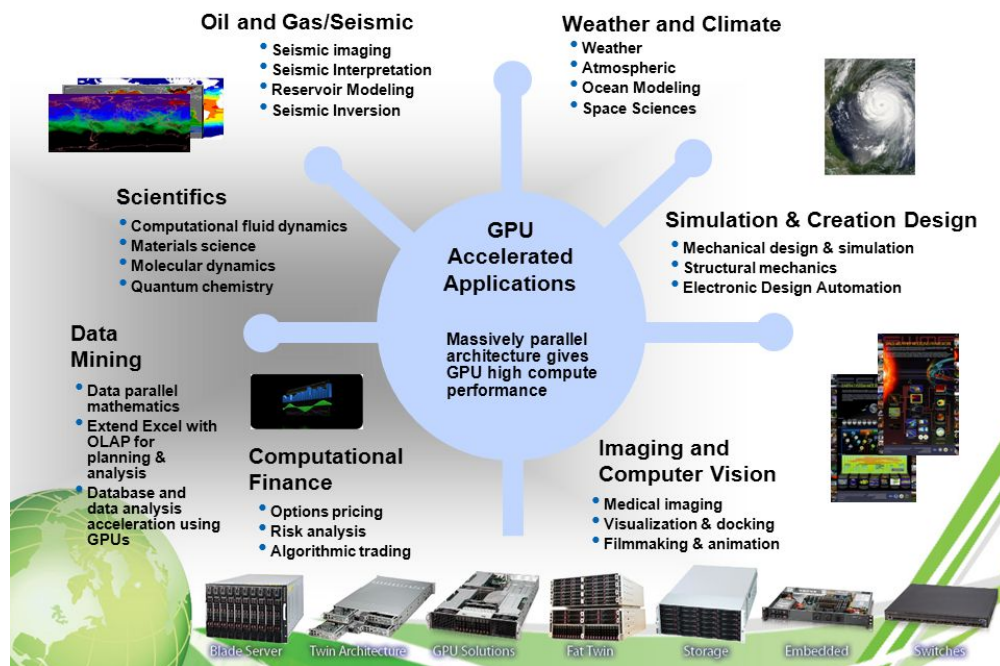 Oil and Gas/Seismic
Seismic imaging
Seismic Interpretation
Reservoir Modeling
Seismic Inversion
Weather and Climate
Weather
Atmospheric
Ocean Modeling
Space Sciences
Scientifics
Computational fluid dynamics
Materials science
Molecular dynamics
Quantum chemistry
GPU
Accelerated
Applications
Massively parallel
architecture gives
GPU high compute
performance
Simulation & Creation Design
Mechanical design & simulation
Structural mechanics
Electronic Design Automation
Data
Mining
Data parallel
mathematics
Extend Excel with
OLAP for
planning &
analysis
Database and
data analysis
acceleration using
GPUs
Computational
Finance
Options pricing
Risk analysis
Algorithmic trading
Imaging and
Computer Vision
Medical imaging
Visualization & docking
Filmmaking & animation
Blade Server
Twin Architecture
GPU Solutions
Fat Twin
Storage
Embedded
Switches